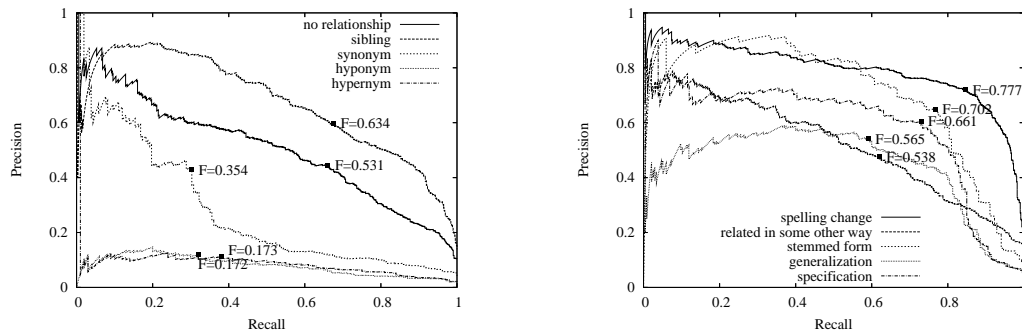 1
0.8
0.6
0.4
0.2
0
Precision
0 0.2 0.4 0.6 0.8 1
Recall
no relationship
sibling
synonym
hyponym
hypernym
F=0.634
F=0.531
F=0.354
F=0.173
F=0.172
1
0.8
0.6
0.4
0.2
0
Precision
0 0.2 0.4 0.6 0.8
Recall
F=0.777
F=0.702
F=0.661
F=0.565
F=0.538
spelling change
related in some other way
stemmed form
generalization
specification